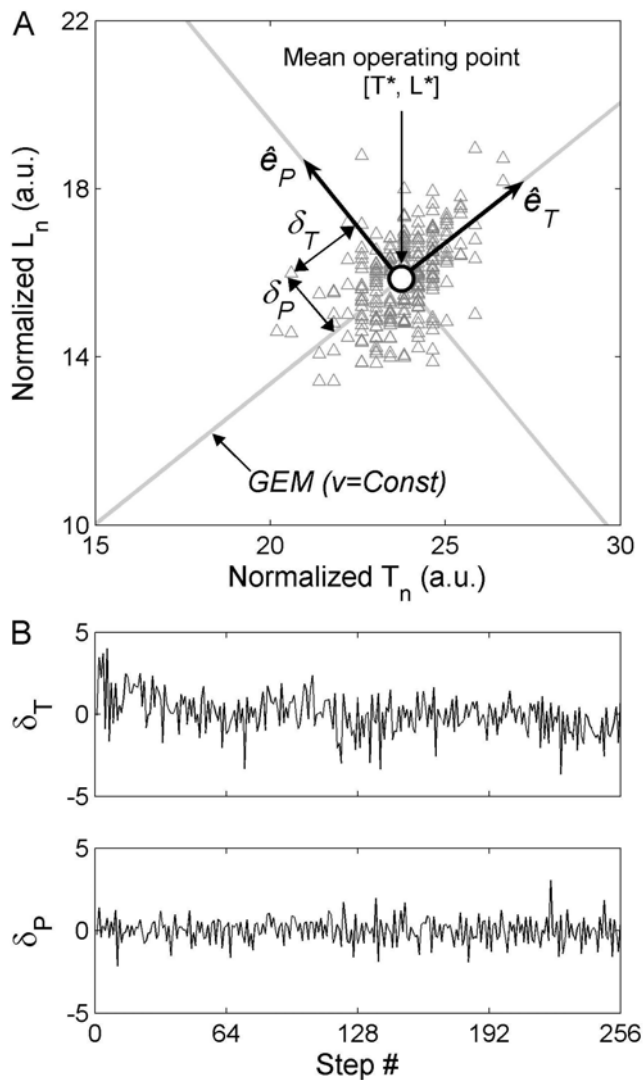 A
22
18
14
10
Normalized L_n (a.u.)
Mean operating point
[T*, L*]
ê_P
ê_T
δ_T
δ_P
GEM (v=Const)
15
20
25
30
Normalized T_n (a.u.)
B
5
0
-5
δ_T
5
0
-5
δ_P
0
64
128
192
256
Step #